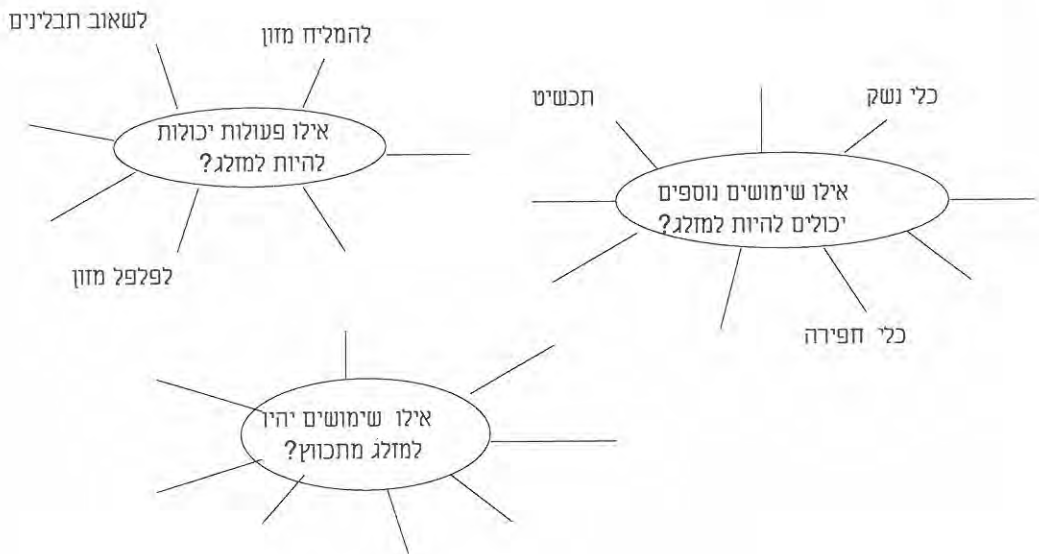 לשאוב תבלינים
להמליח מזון
אילו פעולות יכולות
להיות למזלג?
לפלפל מזון
תכשיט
כלי נשק
אילו שימושים נוספים
יכולים להיות למזלג?
כלי חפירה
אילו שימושים יהיו
למזלג מתכווץ?